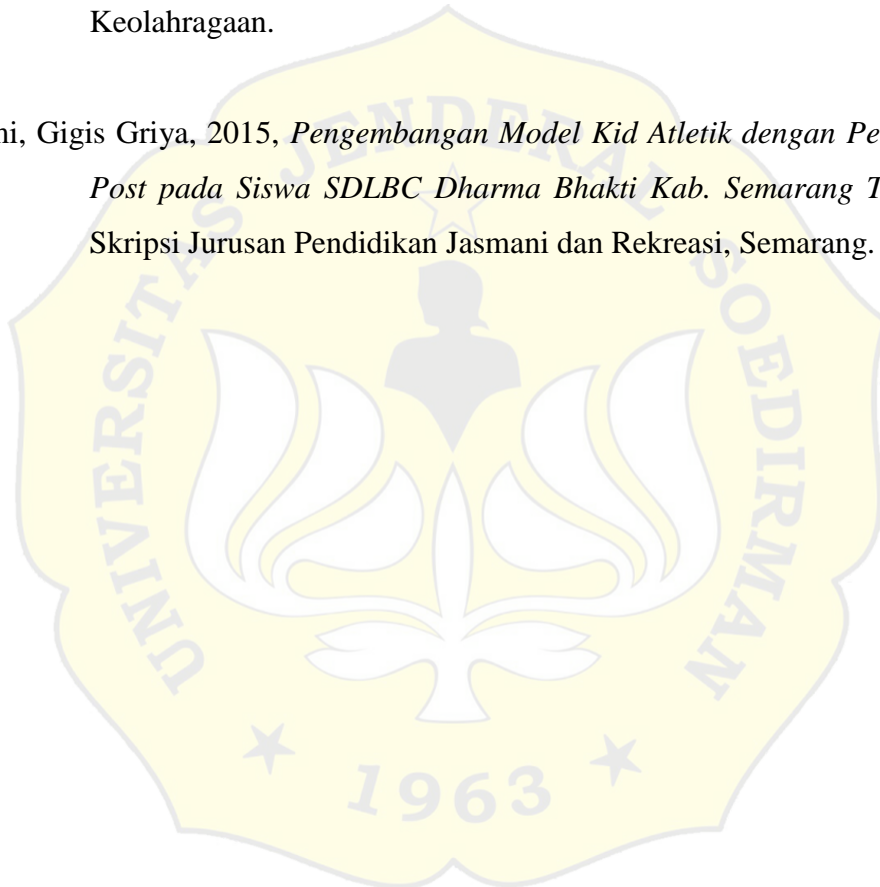 Keolahragaan.
ni, Gigis Griya, 2015, Pengembangan Model Kid Atletik dengan Pe
Post pada Siswa SDLBC Dharma Bhakti Kab. Semarang T
Skripsi Jurusan Pendidikan Jasmani dan Rekreasi, Semarang.
UNIVERSITAS JENDERAL SOEDIRMAN
1963